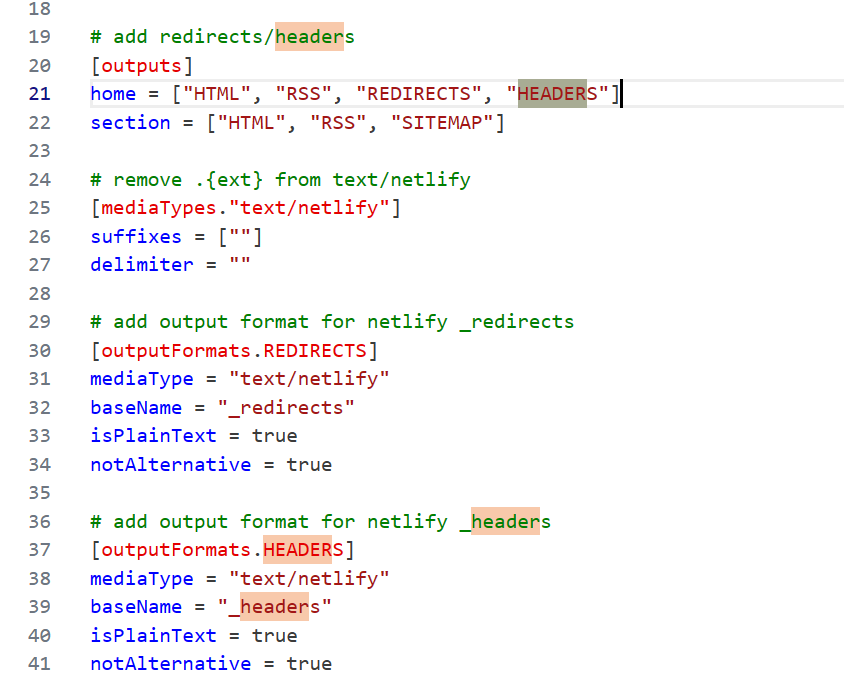 18
19 # add redirects/headers
20 [outputs]
21 home = ["HTML", "RSS", "REDIRECTS", "HEADERS"]
22 section = ["HTML", "RSS", "SITEMAP"]
23
24 # remove .{ext} from text/netlify
25 [mediaTypes."text/netlify"]
26 suffixes = [""]
27 delimiter = ""
28
29 # add output format for netlify _redirects
30 [outputFormats.REDIRECTS]
31 mediaType = "text/netlify"
32 baseName = "_redirects"
33 isPlainText = true
34 notAlternative = true
35
36 # add output format for netlify _headers
37 [outputFormats.HEADERS]
38 mediaType = "text/netlify"
39 baseName = "_headers"
40 isPlainText = true
41 notAlternative = true